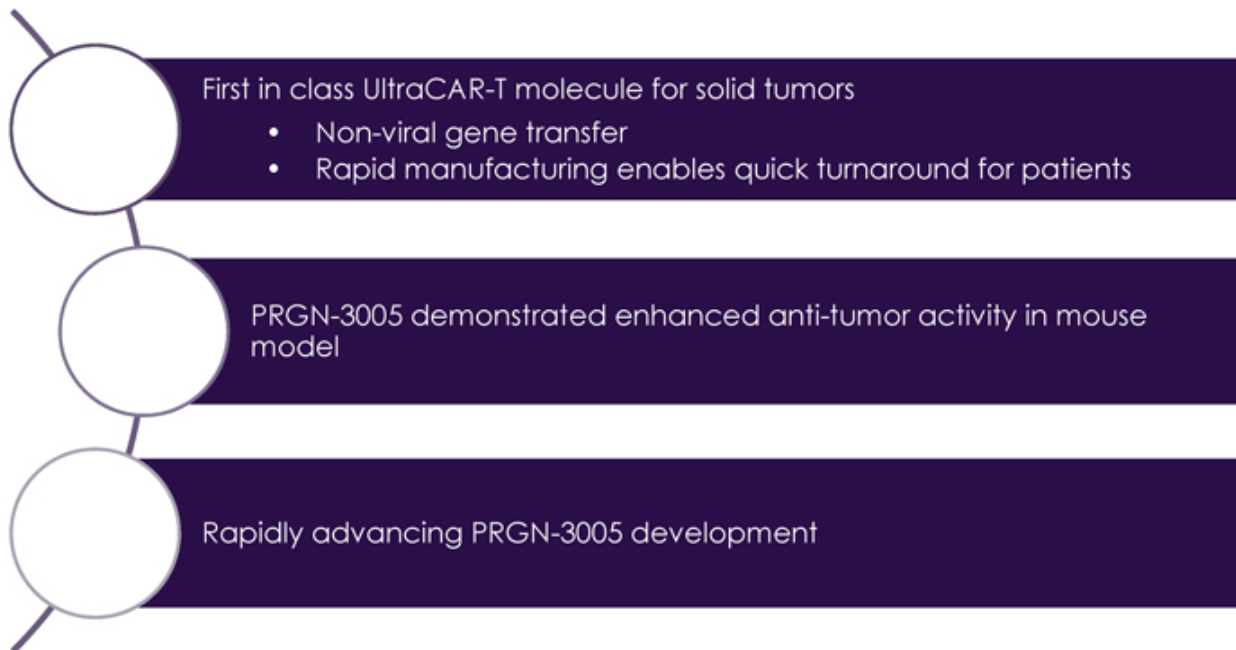 First in class UltraCAR-T molecule for solid tumors
• Non-viral gene transfer
• Rapid manufacturing enables quick turnaround for patients
PRGN-3005 demonstrated enhanced anti-tumor activity in mouse
model
Rapidly advancing PRGN-3005 development